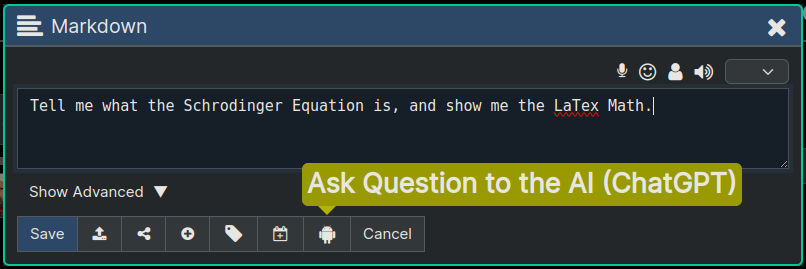 Markdown
Tell me what the Schrodinger Equation is, and show me the LaTex Math.
Show Advanced ▼
Ask Question to the AI (ChatGPT)
Save
Cancel